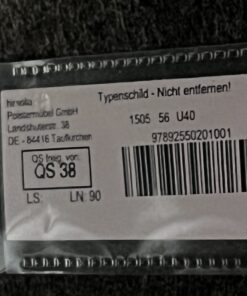 himolla
Polstermöbel GmbH
Landshuterstr. 38
DE - 84416 Taufkirchen
Typenschild - Nicht entfernen!
1505 56 U40
97892550201001
QS freig. von:
QS 38
LS: LN: 90